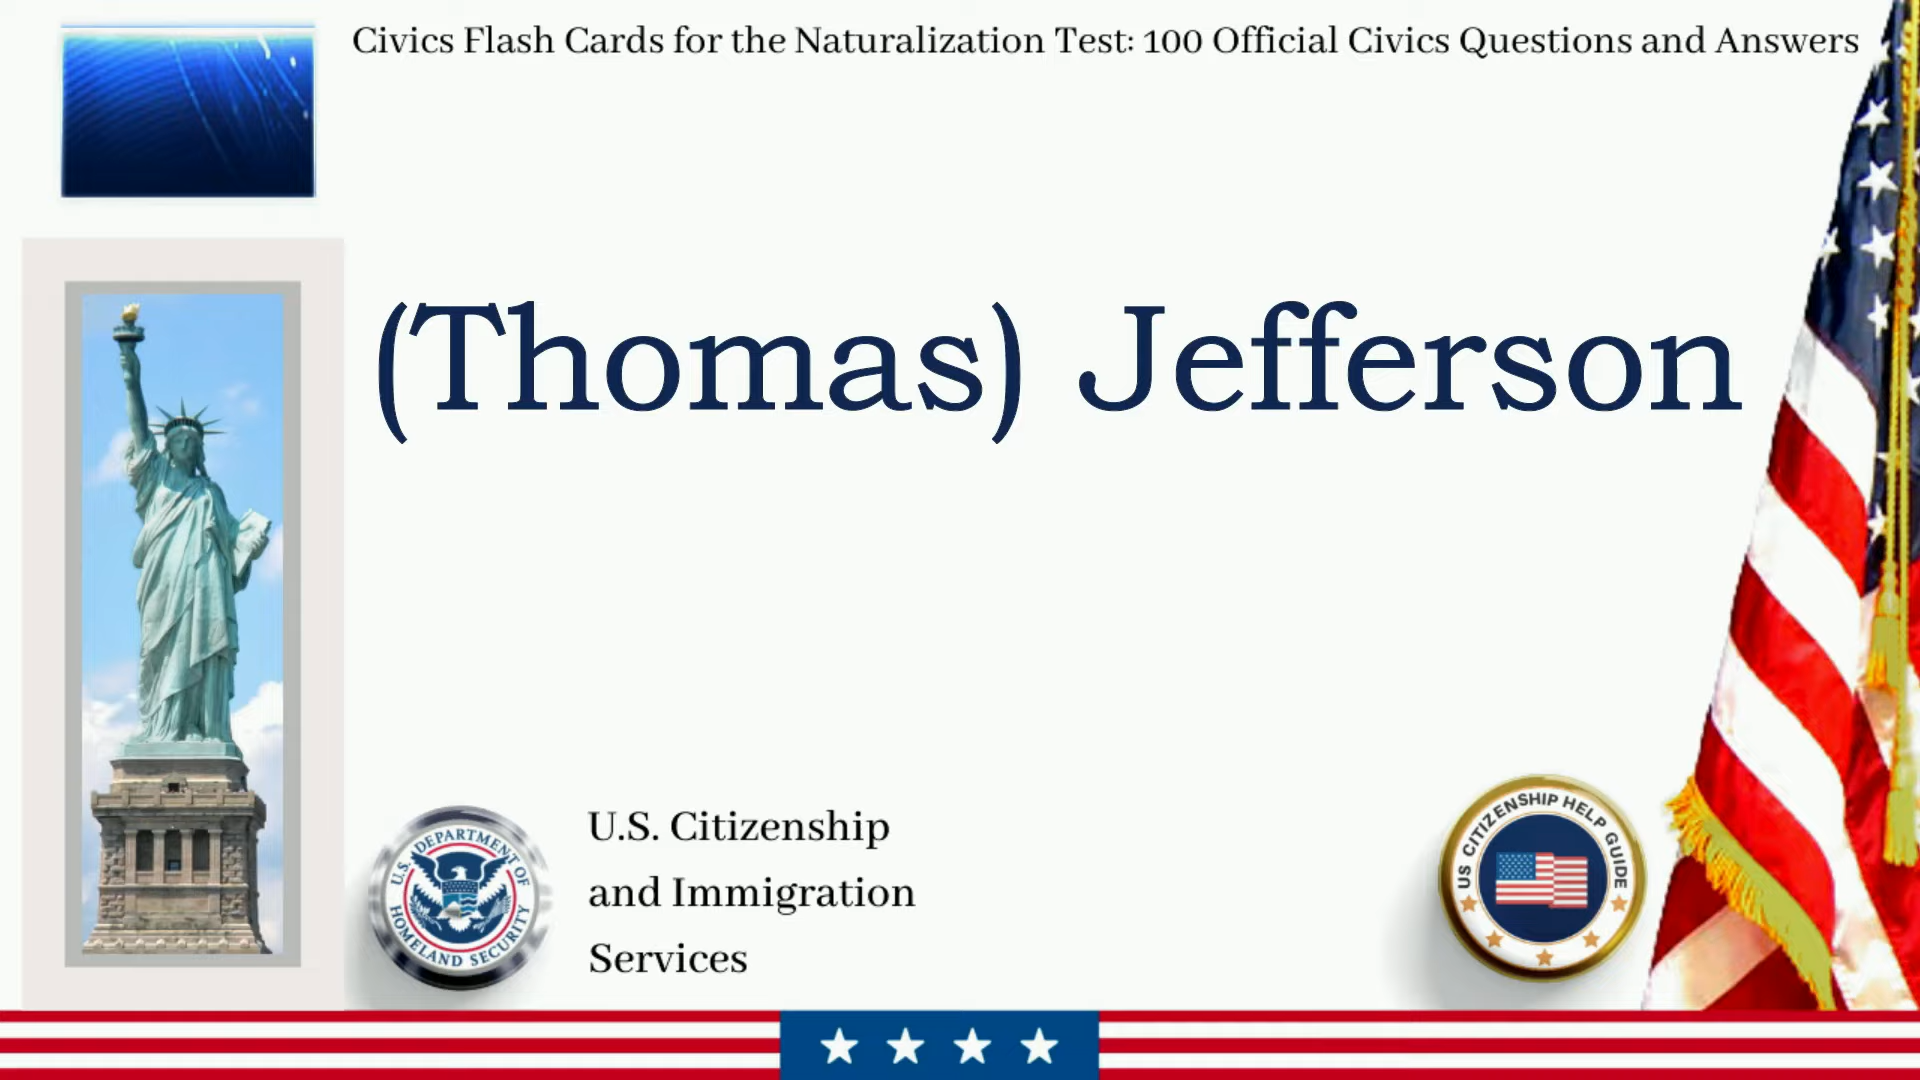 Civics Flash Cards for the Naturalization Test: 100 Official Civics Questions and Answers
(Thomas) Jefferson
U.S. Citizenship
and Immigration
Services
U.S. DEPARTMENT OF
HOMELAND SECURITY
US CITIZENSHIP HELP GUIDE